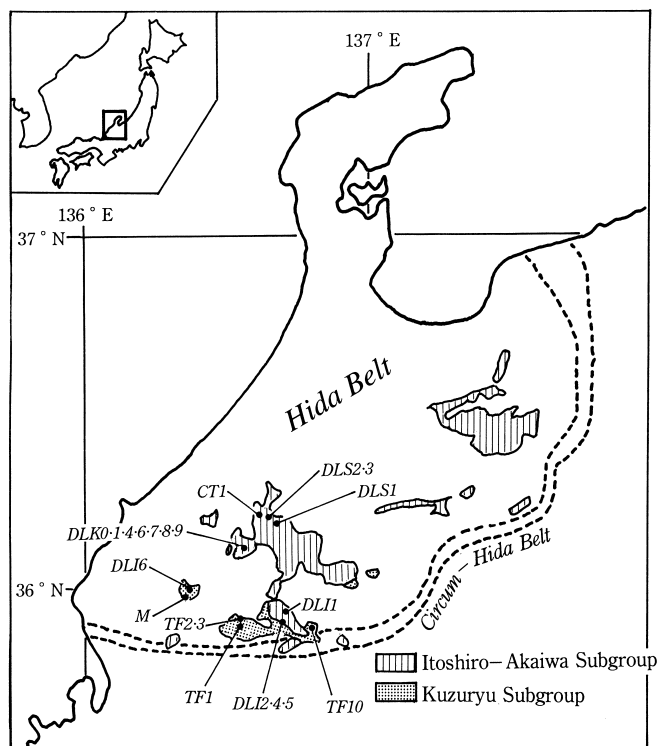 137° E
136° E
37° N
Hida Belt
DLS2·3
CT1
DLS1
DLK0·1·4·6·7·8·9
DLI6
36° N
Circum – Hida Belt
M
TF2·3
DLI1
TF1
DLI2·4·5
TF10
Itoshiro–Akaiwa Subgroup
Kuzuryu Subgroup